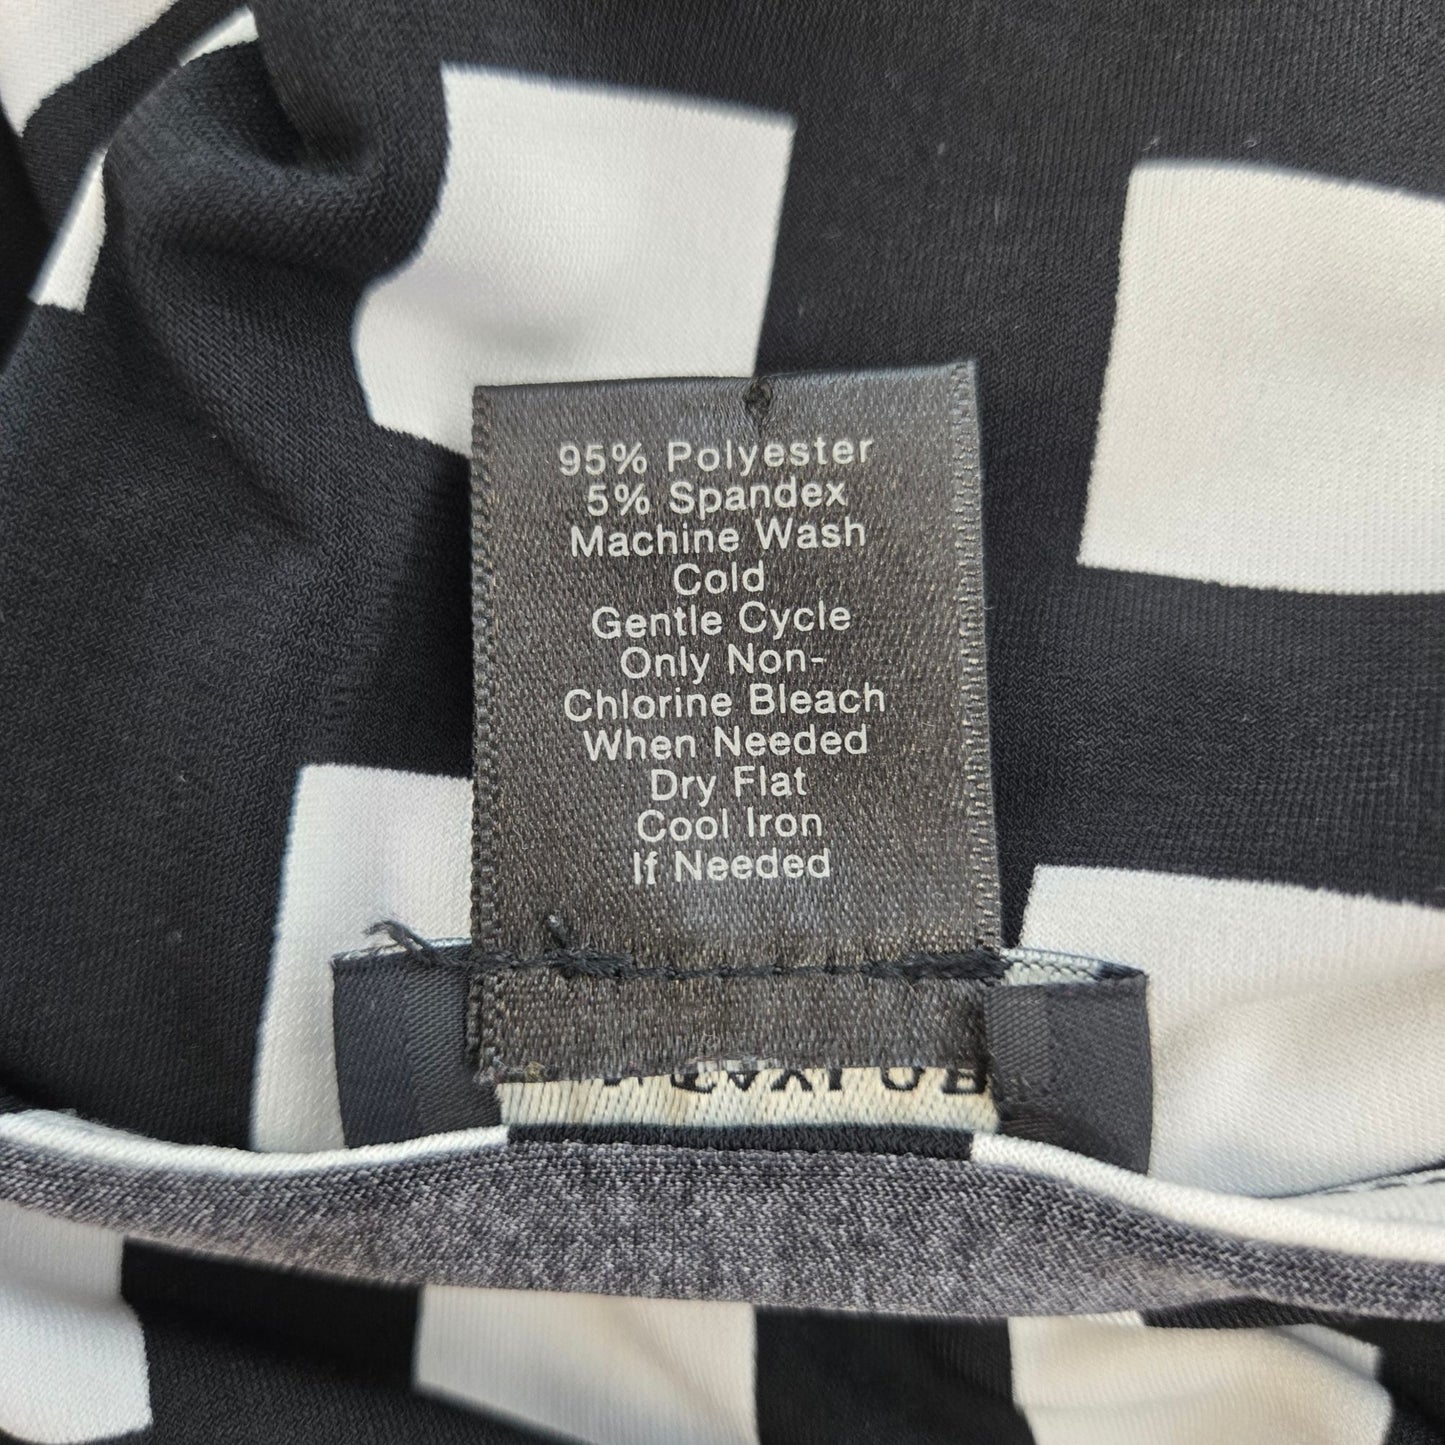 95% Polyester
5% Spandex
Machine Wash
Cold
Gentle Cycle
Only Non-
Chlorine Bleach
When Needed
Dry Flat
Cool Iron
If Needed